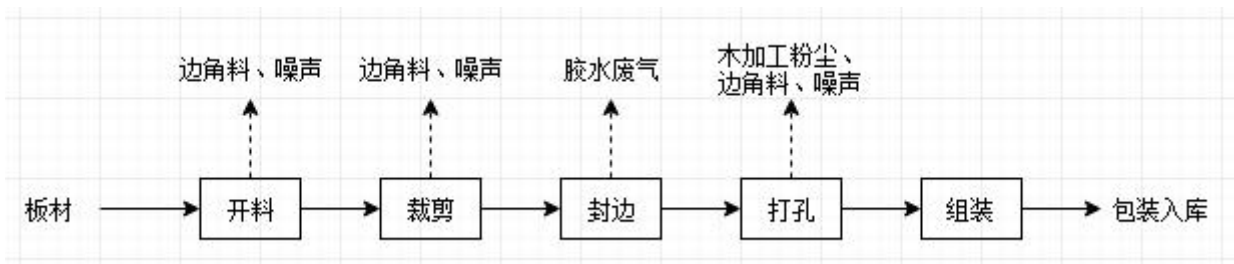 边角料、噪声
边角料、噪声
胶水废气
木加工粉尘、
边角料、噪声
板材
开料
裁剪
封边
打孔
组装
包装入库